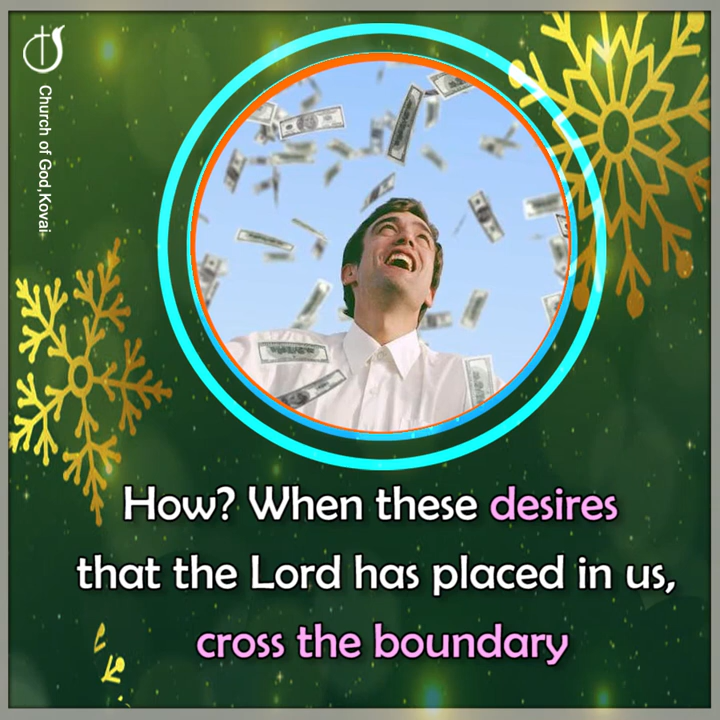 Church of God,Kovai
How? When these desires
that the Lord has placed in us,
cross the boundary